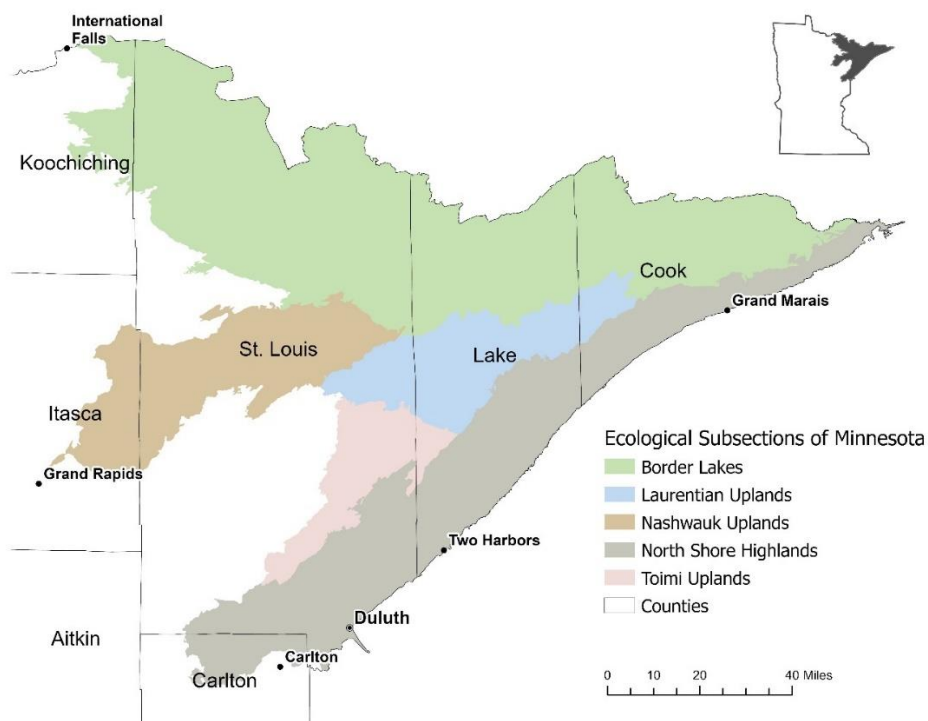 International
Falls
Koochiching
Cook
Grand Marais
St. Louis
Lake
Itasca
Grand Rapids
Ecological Subsections of Minnesota
Border Lakes
Laurentian Uplands
Nashwauk Uplands
North Shore Highlands
Toimi Uplands
Counties
Two Harbors
Duluth
Aitkin
Carlton
Carlton
0 10 20 40 Miles